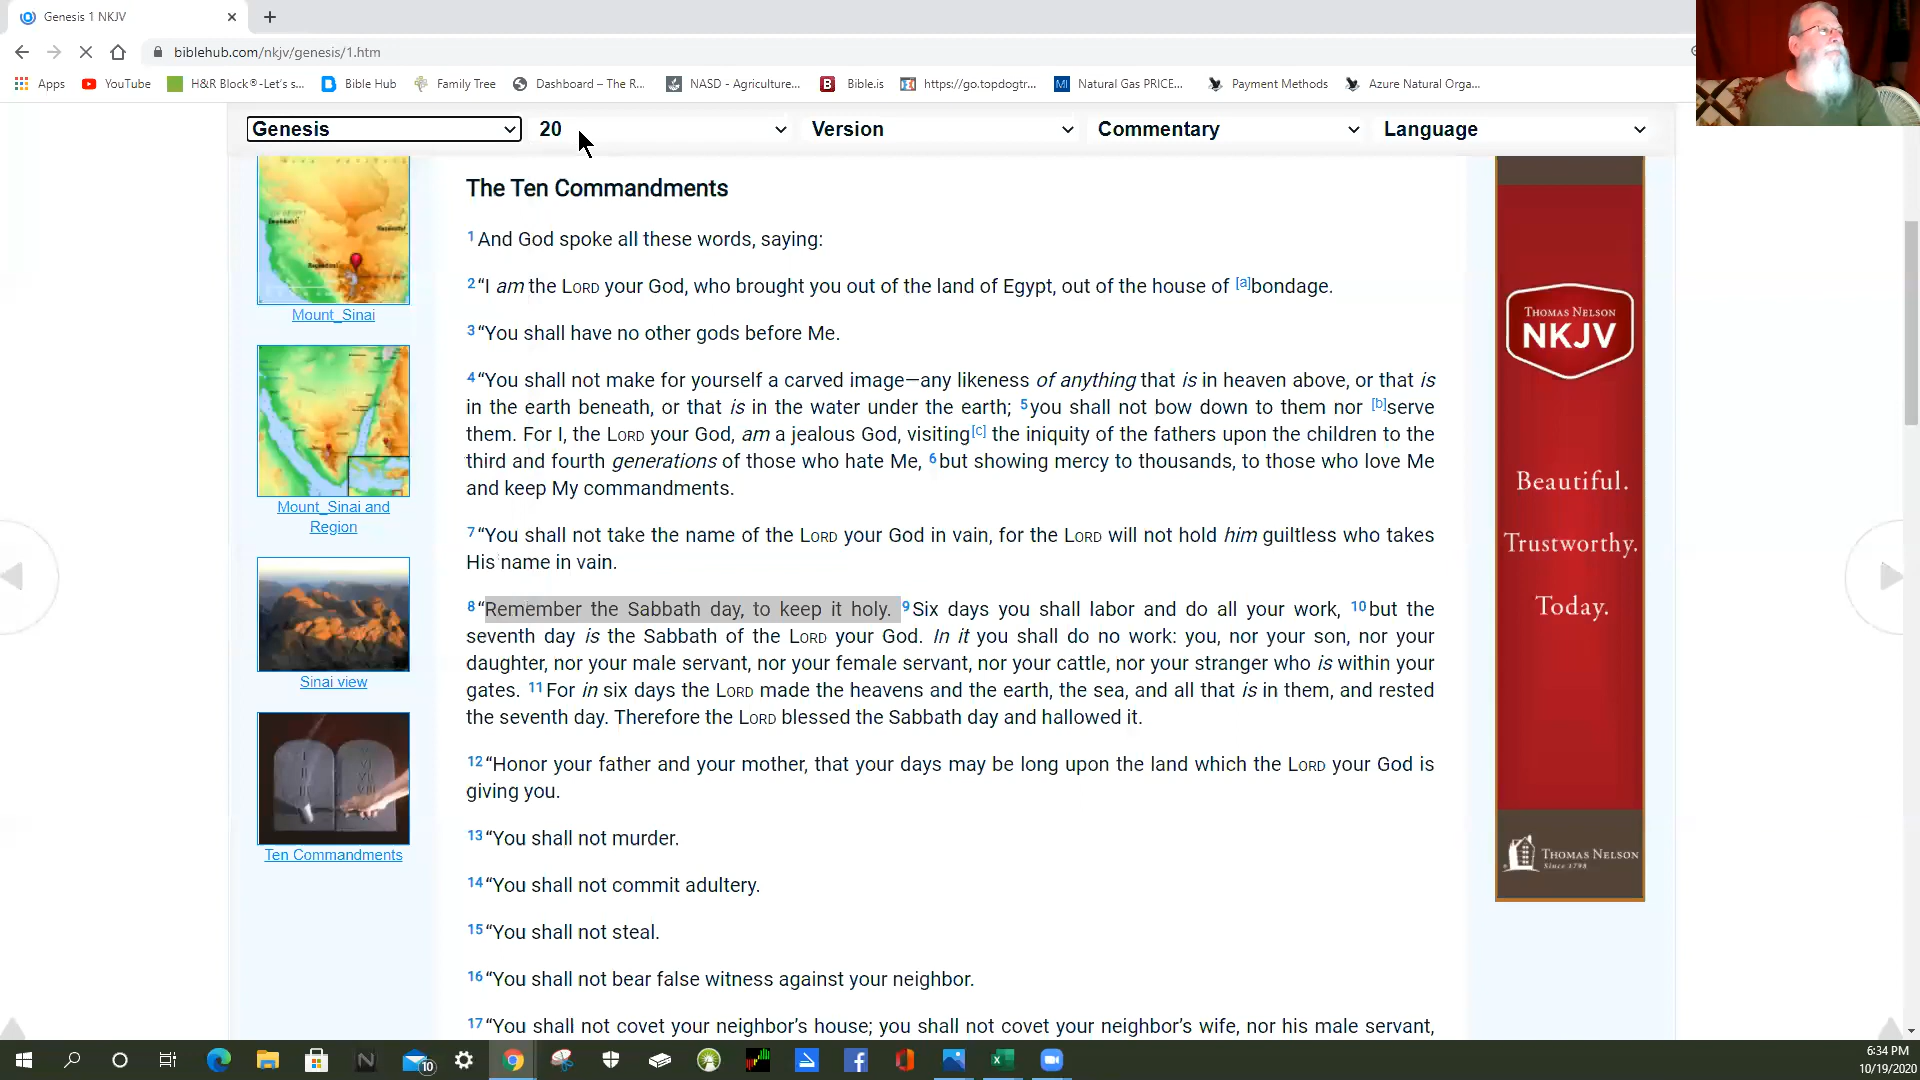 Genesis 1 NKJV
biblehub.com/nkjv/genesis/1.htm
Apps YouTube H&R Block®-Let's s... Bible Hub Family Tree Dashboard – The R... NASD - Agriculture... Bible.is https://go.topdogtr... Natural Gas PRICE... Payment Methods Azure Natural Orga...
Genesis 20 Version Commentary Language
The Ten Commandments
1 And God spoke all these words, saying:
2 “I am the LORD your God, who brought you out of the land of Egypt, out of the house of [a]bondage.
3 “You shall have no other gods before Me.
4 “You shall not make for yourself a carved image—any likeness of anything that is in heaven above, or that is
in the earth beneath, or that is in the water under the earth; 5 you shall not bow down to them nor [b]serve
them. For I, the LORD your God, am a jealous God, visiting[c] the iniquity of the fathers upon the children to the
third and fourth generations of those who hate Me, 6 but showing mercy to thousands, to those who love Me
and keep My commandments.
7 “You shall not take the name of the LORD your God in vain, for the LORD will not hold him guiltless who takes
His name in vain.
8 “Remember the Sabbath day, to keep it holy. 9 Six days you shall labor and do all your work, 10 but the
seventh day is the Sabbath of the LORD your God. In it you shall do no work: you, nor your son, nor your
daughter, nor your male servant, nor your female servant, nor your cattle, nor your stranger who is within your
gates. 11 For in six days the LORD made the heavens and the earth, the sea, and all that is in them, and rested
the seventh day. Therefore the LORD blessed the Sabbath day and hallowed it.
12 “Honor your father and your mother, that your days may be long upon the land which the LORD your God is
giving you.
13 “You shall not murder.
14 “You shall not commit adultery.
15 “You shall not steal.
16 “You shall not bear false witness against your neighbor.
17 “You shall not covet your neighbor’s house; you shall not covet your neighbor’s wife, nor his male servant,
Mount_Sinai
Mount_Sinai and
Region
Sinai view
Ten Commandments
THOMAS NELSON
NKJV
Beautiful.
Trustworthy.
Today.
THOMAS NELSON
Since 1798
10
6:34 PM
10/19/2020